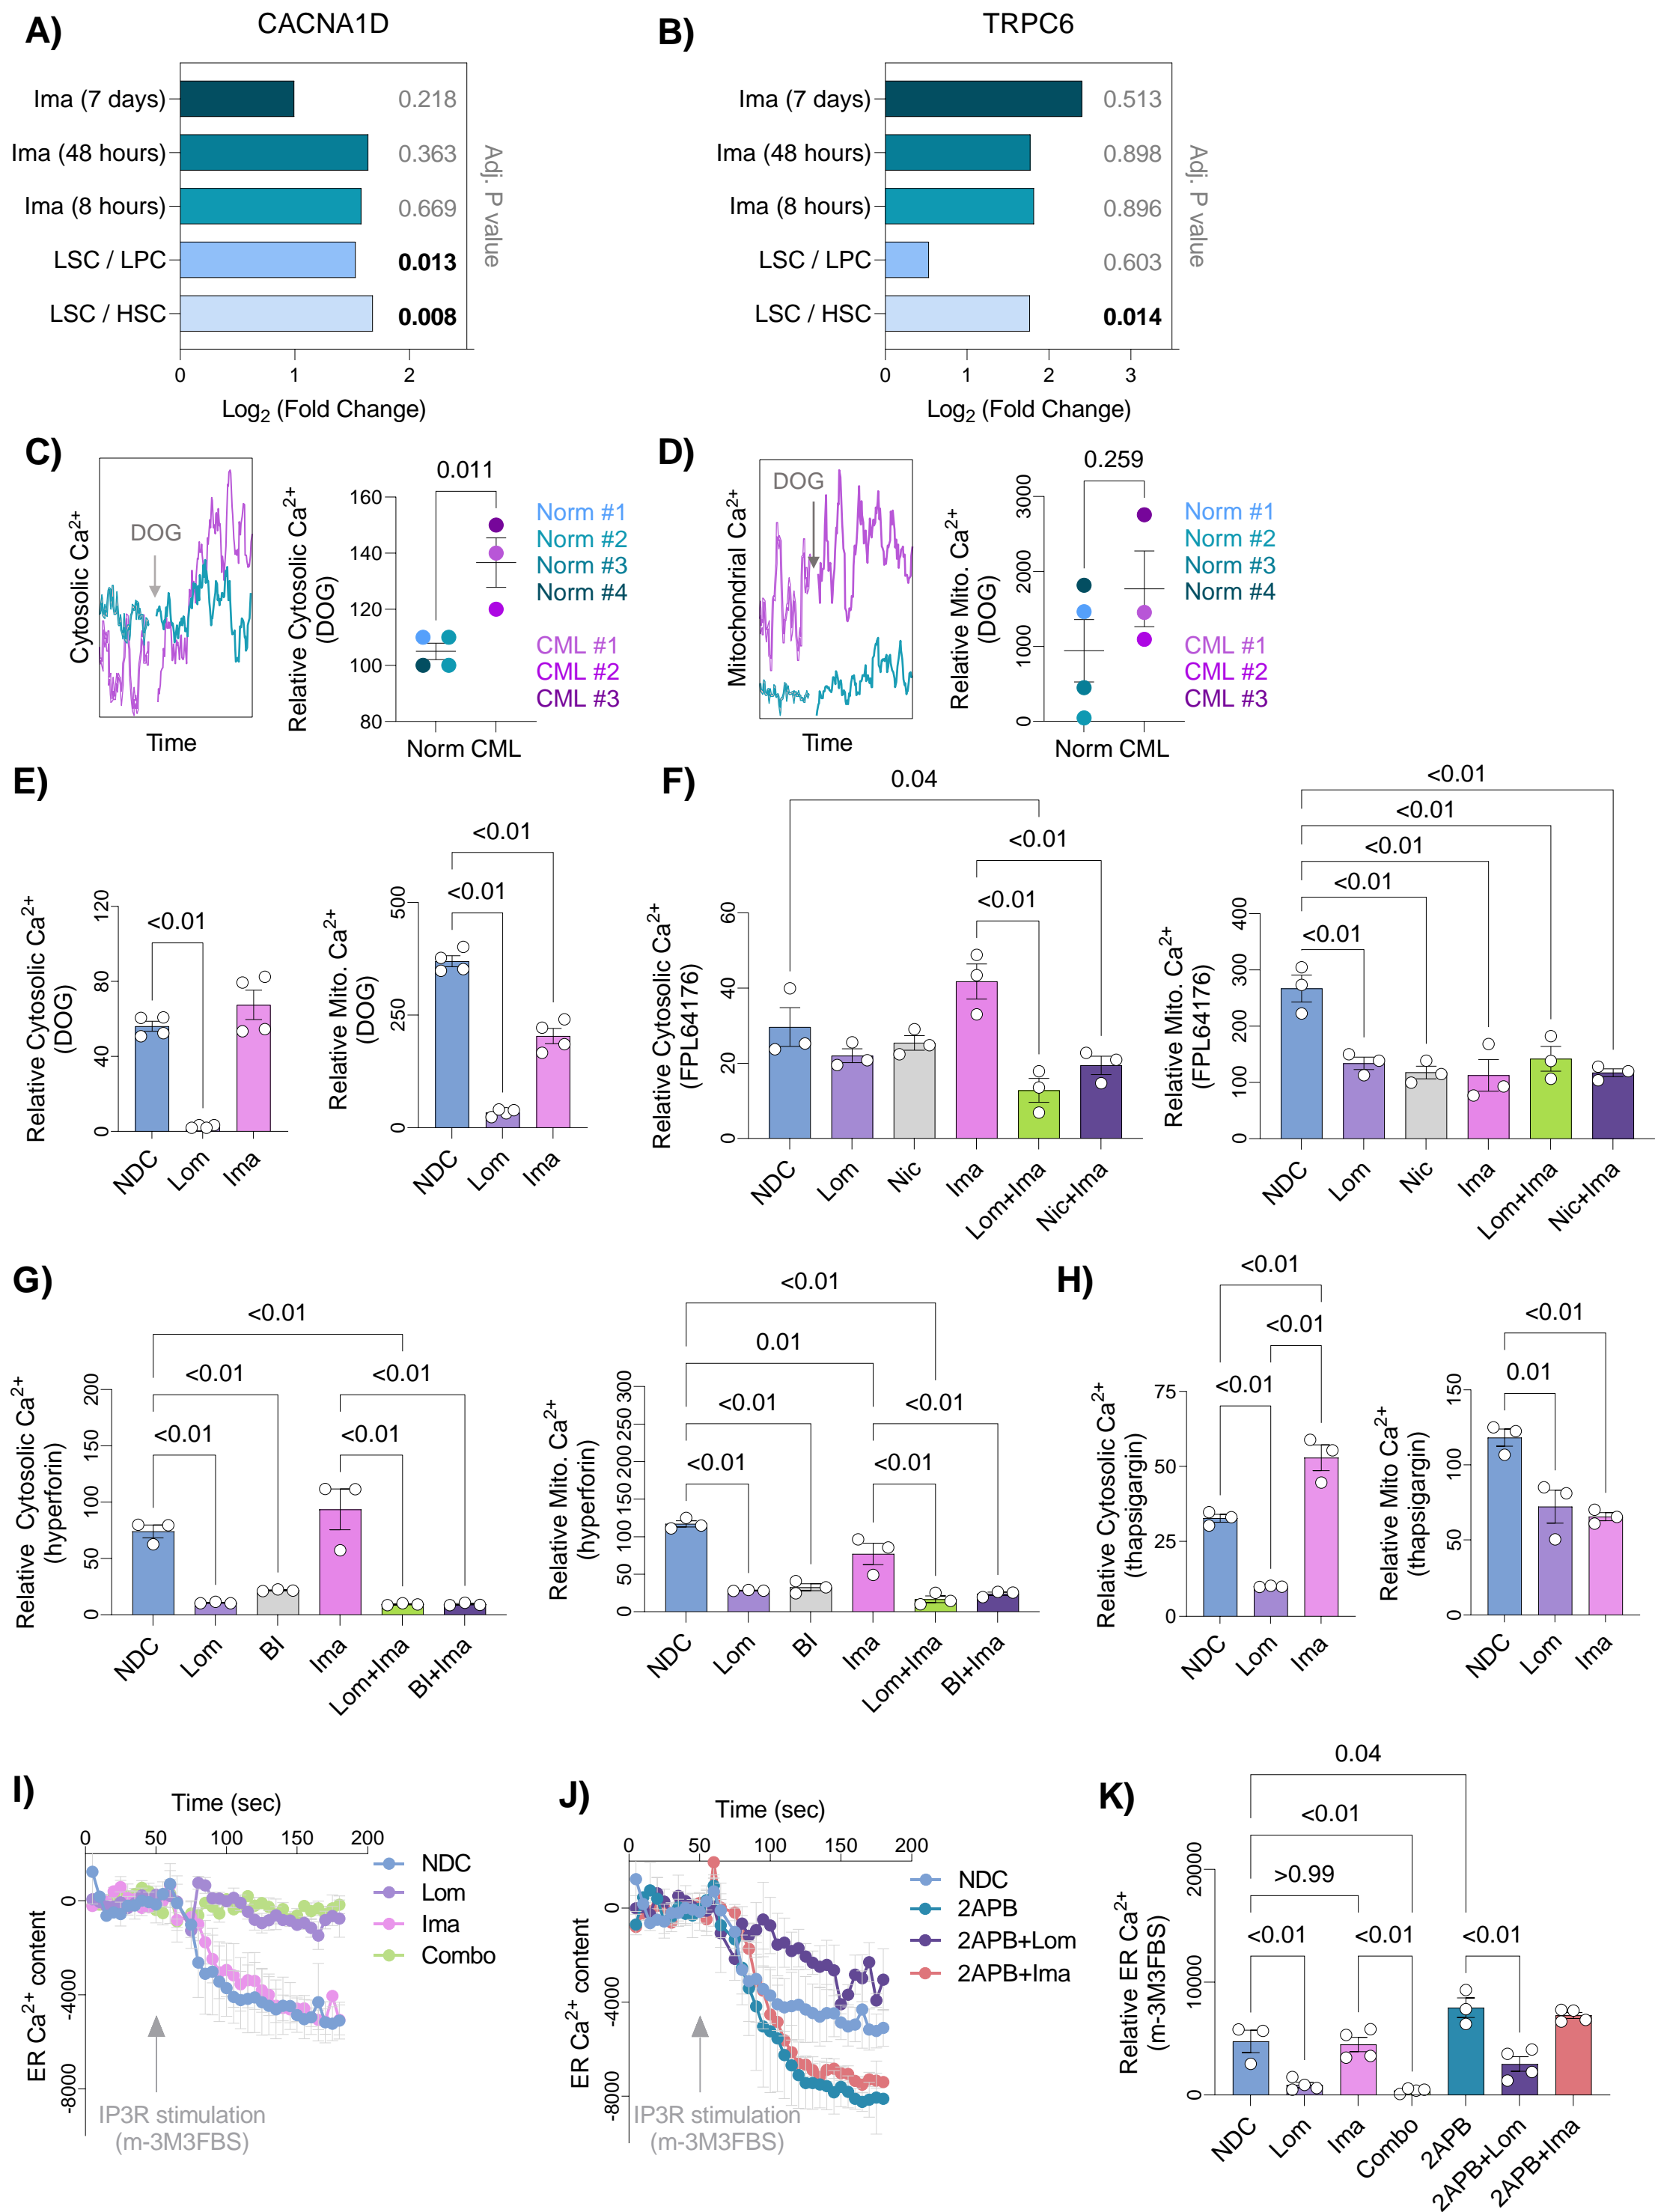 A)
CACNA1D
Ima (7 days)
0.218
Ima (48 hours)
0.363
Ima (8 hours)
0.669
LSC / LPC
0.013
LSC / HSC
0.008
Adj. P value
0 1 2
Log2 (Fold Change)
B)
TRPC6
Ima (7 days)
0.513
Ima (48 hours)
0.898
Ima (8 hours)
0.896
LSC / LPC
0.603
LSC / HSC
0.014
Adj. P value
0 1 2 3
Log2 (Fold Change)
C)
Cytosolic Ca2+
DOG
Time
Relative Cytosolic Ca2+
(DOG)
0.011
160
140
120
100
80
Norm CML
Norm #1
Norm #2
Norm #3
Norm #4
CML #1
CML #2
CML #3
D)
Mitochondrial Ca2+
DOG
Time
Relative Mito. Ca2+
(DOG)
0.259
3000
2000
1000
0
Norm CML
Norm #1
Norm #2
Norm #3
Norm #4
CML #1
CML #2
CML #3
E)
Relative Cytosolic Ca2+
(DOG)
<0.01
120
80
40
0
NDC Lom Ima
Relative Mito. Ca2+
(DOG)
<0.01
<0.01
500
250
0
NDC Lom Ima
F)
Relative Cytosolic Ca2+
(FPL64176)
0.04
<0.01
<0.01
60
40
20
0
NDC Lom Nic Ima Lom+Ima Nic+Ima
Relative Mito. Ca2+
(FPL64176)
<0.01
<0.01
<0.01
<0.01
<0.01
400
300
200
100
0
NDC Lom Nic Ima Lom+Ima Nic+Ima
G)
Relative Cytosolic Ca2+
(hyperforin)
<0.01
<0.01 <0.01
<0.01 <0.01
200
150
100
50
0
NDC Lom BI Ima Lom+Ima BI+Ima
Relative Mito. Ca2+
(hyperforin)
<0.01
0.01
<0.01 <0.01
<0.01 <0.01
300
250
200
150
100
50
0
NDC Lom BI Ima Lom+Ima BI+Ima
H)
Relative Cytosolic Ca2+
(thapsigargin)
<0.01
<0.01
<0.01
75
50
25
0
NDC Lom Ima
Relative Mito Ca2+
(thapsigargin)
<0.01
0.01
150
100
50
0
NDC Lom Ima
I)
Time (sec)
0 50 100 150 200
ER Ca2+ content
0
-4000
-8000
NDC
Lom
Ima
Combo
IP3R stimulation
(m-3M3FBS)
J)
Time (sec)
0 50 100 150 200
ER Ca2+ content
0
-4000
-8000
NDC
2APB
2APB+Lom
2APB+Ima
IP3R stimulation
(m-3M3FBS)
K)
Relative ER Ca2+
(m-3M3FBS)
0.04
<0.01
>0.99
<0.01 <0.01 <0.01
20000
10000
0
NDC Lom Ima Combo 2APB 2APB+Lom 2APB+Ima